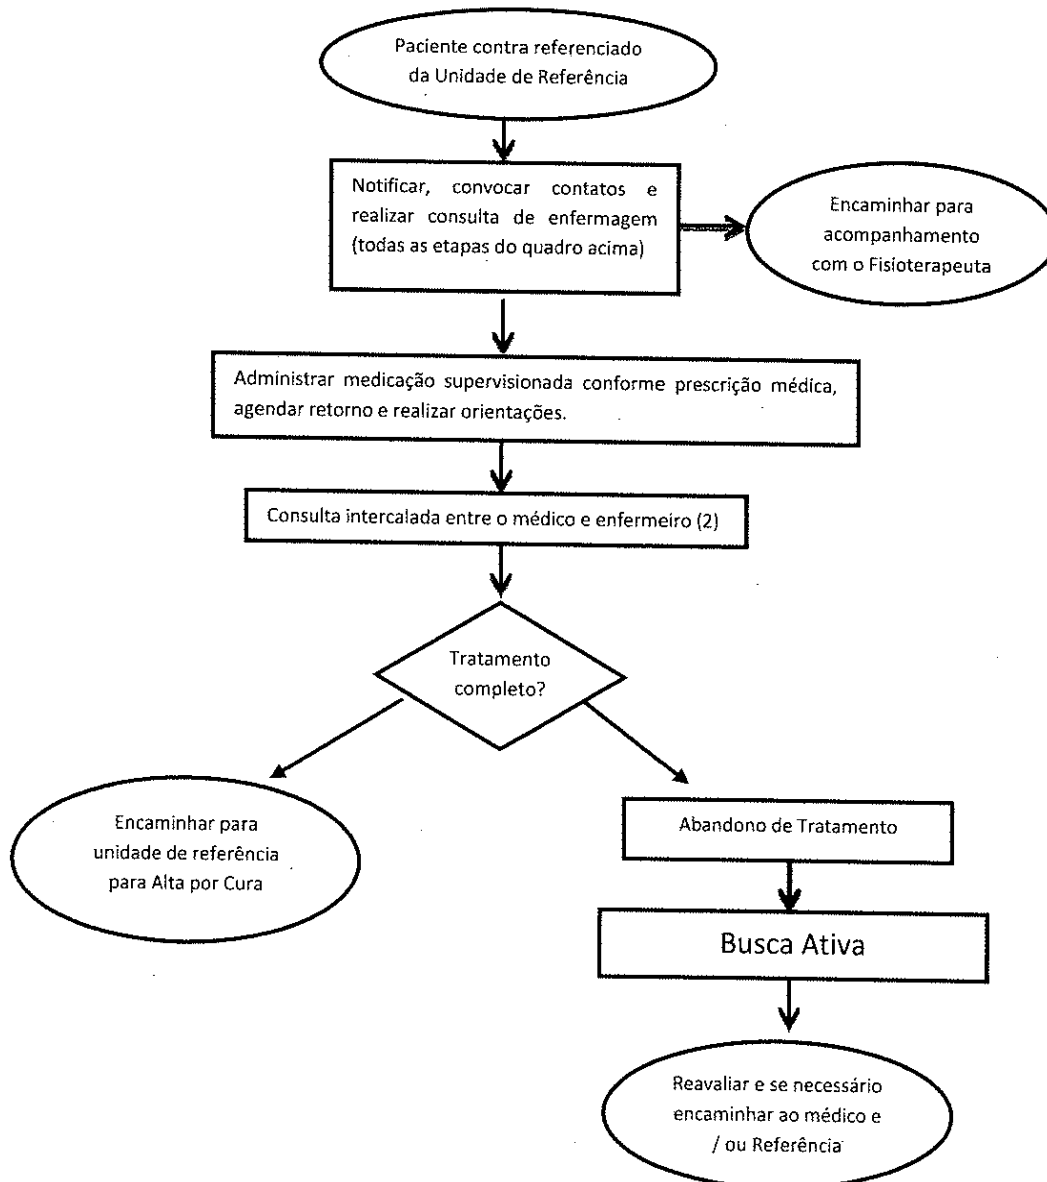 Paciente contra referenciado
da Unidade de Referência
Notificar, convocar contatos e
realizar consulta de enfermagem
(todas as etapas do quadro acima)
Encaminhar para
acompanhamento
com o Fisioterapeuta
Administrar medicação supervisionada conforme prescrição médica,
agendar retorno e realizar orientações.
Consulta intercalada entre o médico e enfermeiro (2)
Tratamento
completo?
Encaminhar para
unidade de referência
para Alta por Cura
Abandono de Tratamento
Busca Ativa
Reavaliar e se necessário
encaminhar ao médico e
/ ou Referência